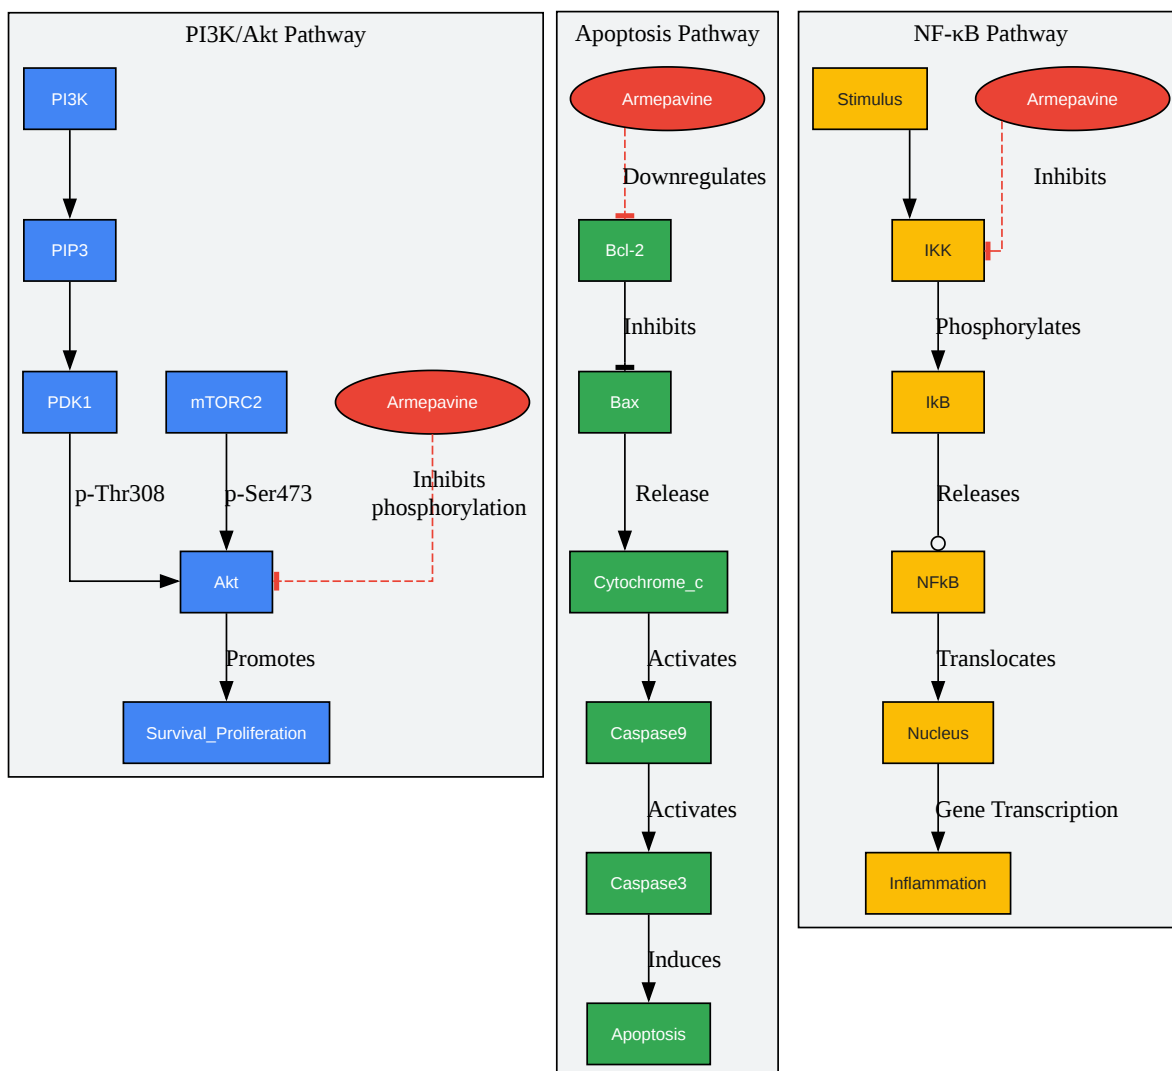 PI3K/Akt Pathway
PI3K
PIP3
PDK1
mTORC2
Armepavine
p-Thr308
p-Ser473
Inhibits
phosphorylation
Akt
Promotes
Survival_Proliferation
Apoptosis Pathway
Armepavine
Downregulates
Bcl-2
Inhibits
Bax
Release
Cytochrome_c
Activates
Caspase9
Activates
Caspase3
Induces
Apoptosis
NF-κB Pathway
Stimulus
Armepavine
Inhibits
IKK
Phosphorylates
IkB
Releases
NFkB
Translocates
Nucleus
Gene Transcription
Inflammation